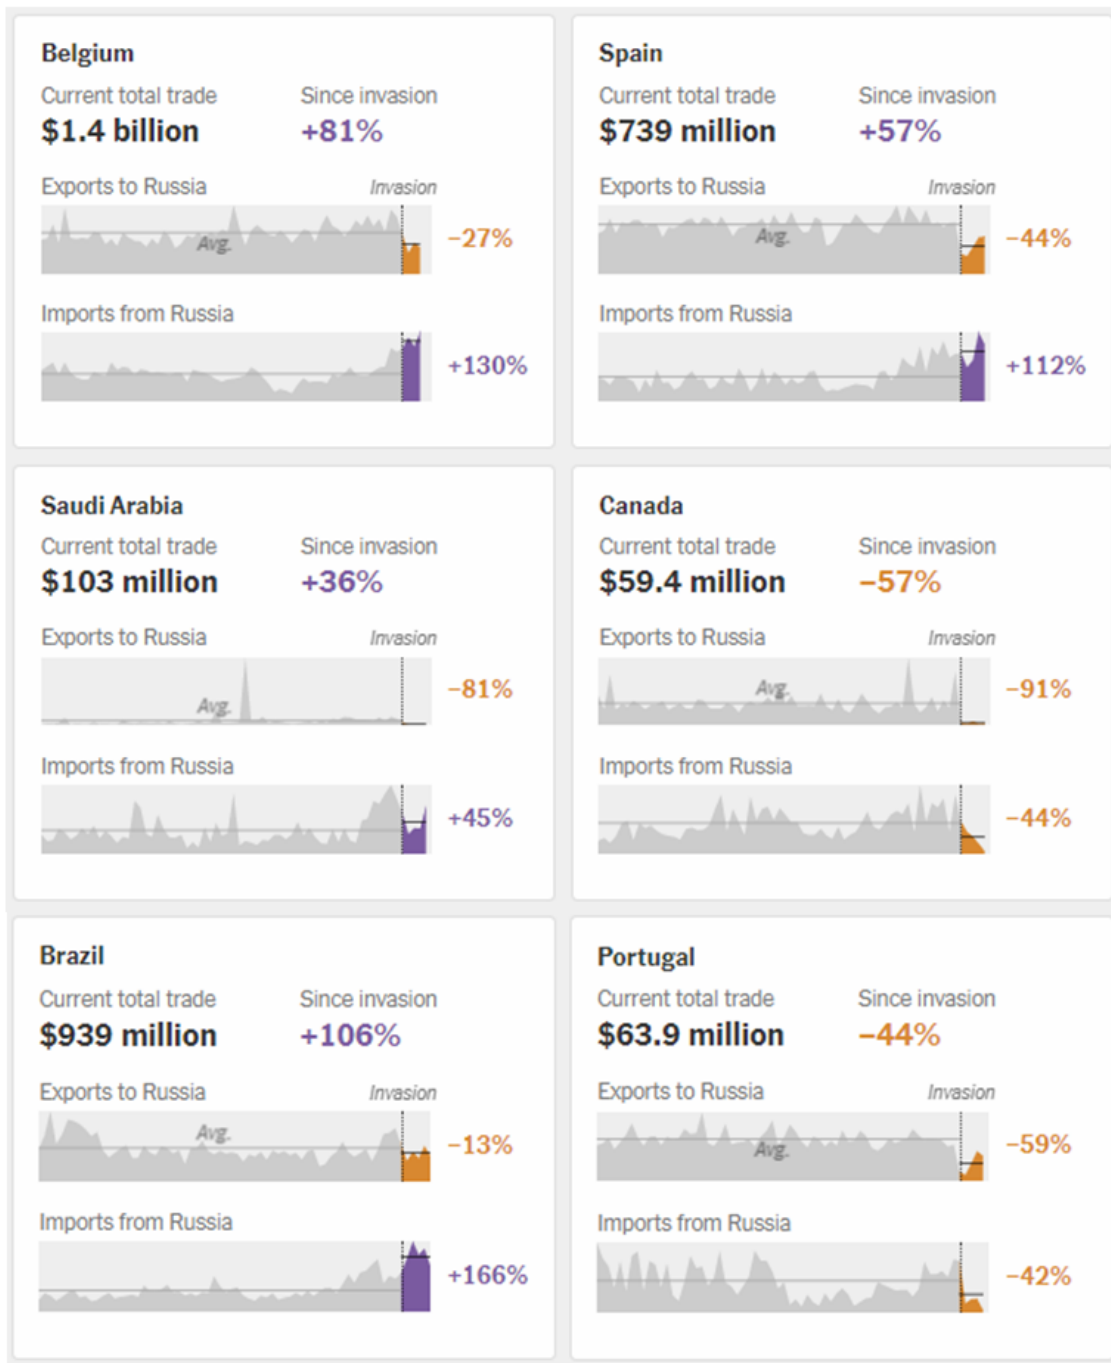 Belgium
Current total trade Since invasion
$1.4 billion +81%
Exports to Russia Invasion
Avg. −27%
Imports from Russia
+130%
Spain
Current total trade Since invasion
$739 million +57%
Exports to Russia Invasion
Avg. −44%
Imports from Russia
+112%
Saudi Arabia
Current total trade Since invasion
$103 million +36%
Exports to Russia Invasion
Avg. −81%
Imports from Russia
+45%
Canada
Current total trade Since invasion
$59.4 million −57%
Exports to Russia Invasion
Avg. −91%
Imports from Russia
−44%
Brazil
Current total trade Since invasion
$939 million +106%
Exports to Russia Invasion
Avg. −13%
Imports from Russia
+166%
Portugal
Current total trade Since invasion
$63.9 million −44%
Exports to Russia Invasion
Avg. −59%
Imports from Russia
−42%